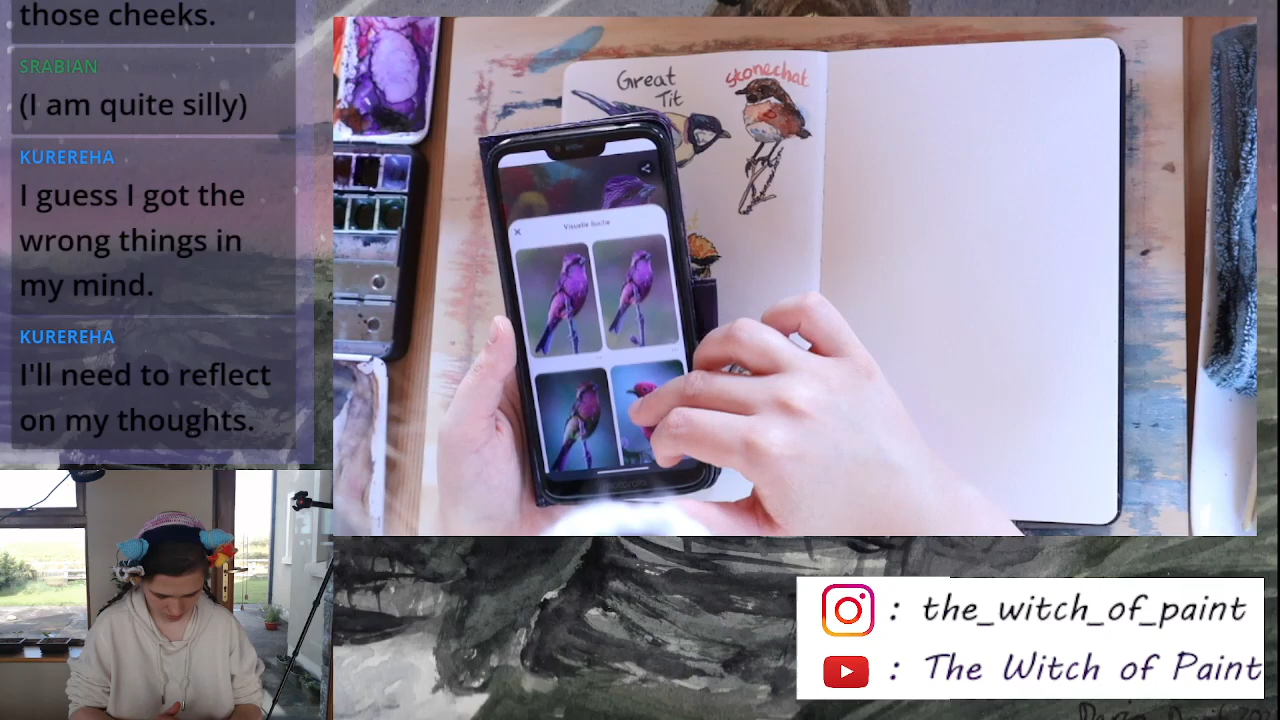 those cheeks.
SRABIAN
(I am quite silly)
KUREREHA
I guess I got the
wrong things in
my mind.
KUREREHA
I'll need to reflect
on my thoughts.
Great
Tit
stonechat
: the_witch_of_paint
: The Witch of Paint